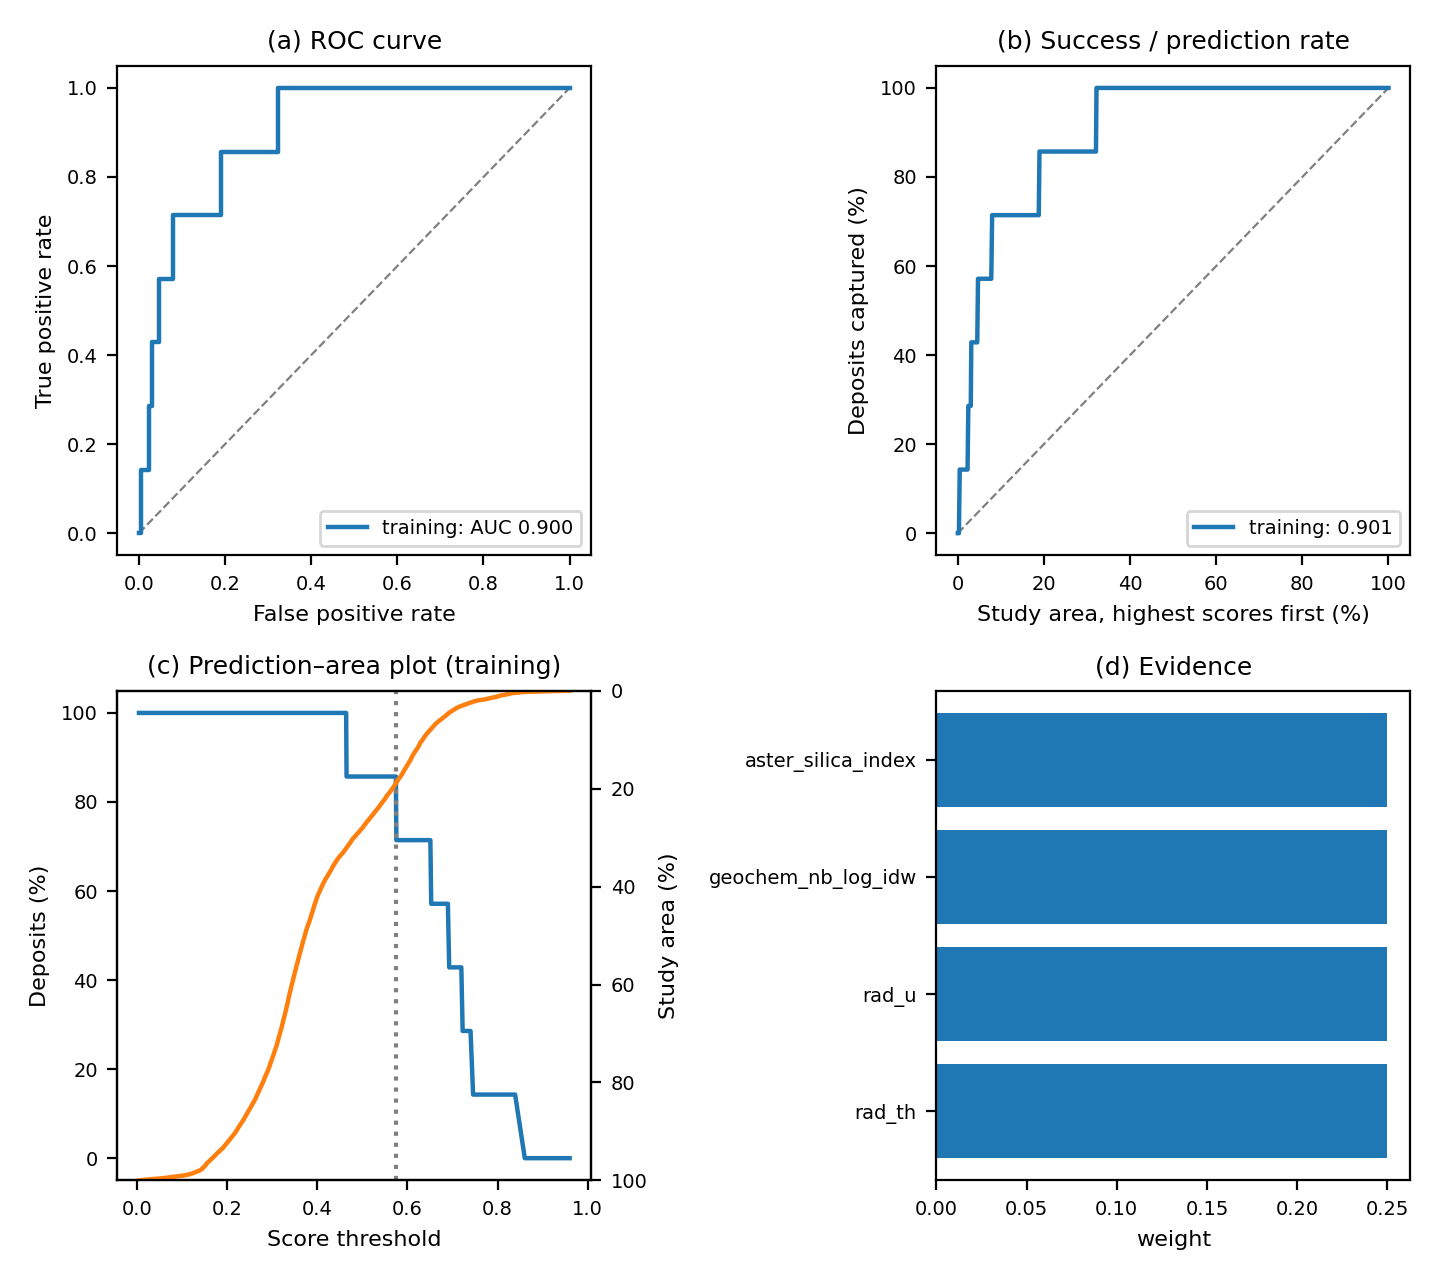 (a) ROC curve
True positive rate
1.0
0.8
0.6
0.4
0.2
0.0
training: AUC 0.900
0.0 0.2 0.4 0.6 0.8 1.0
False positive rate
(b) Success / prediction rate
Deposits captured (%)
100
80
60
40
20
0
training: 0.901
0 20 40 60 80 100
Study area, highest scores first (%)
(c) Prediction–area plot (training)
Deposits (%)
100
80
60
40
20
0
0
20
40
60
80
100
Study area (%)
0.0 0.2 0.4 0.6 0.8 1.0
Score threshold
(d) Evidence
aster_silica_index
geochem_nb_log_idw
rad_u
rad_th
0.00 0.05 0.10 0.15 0.20 0.25
weight